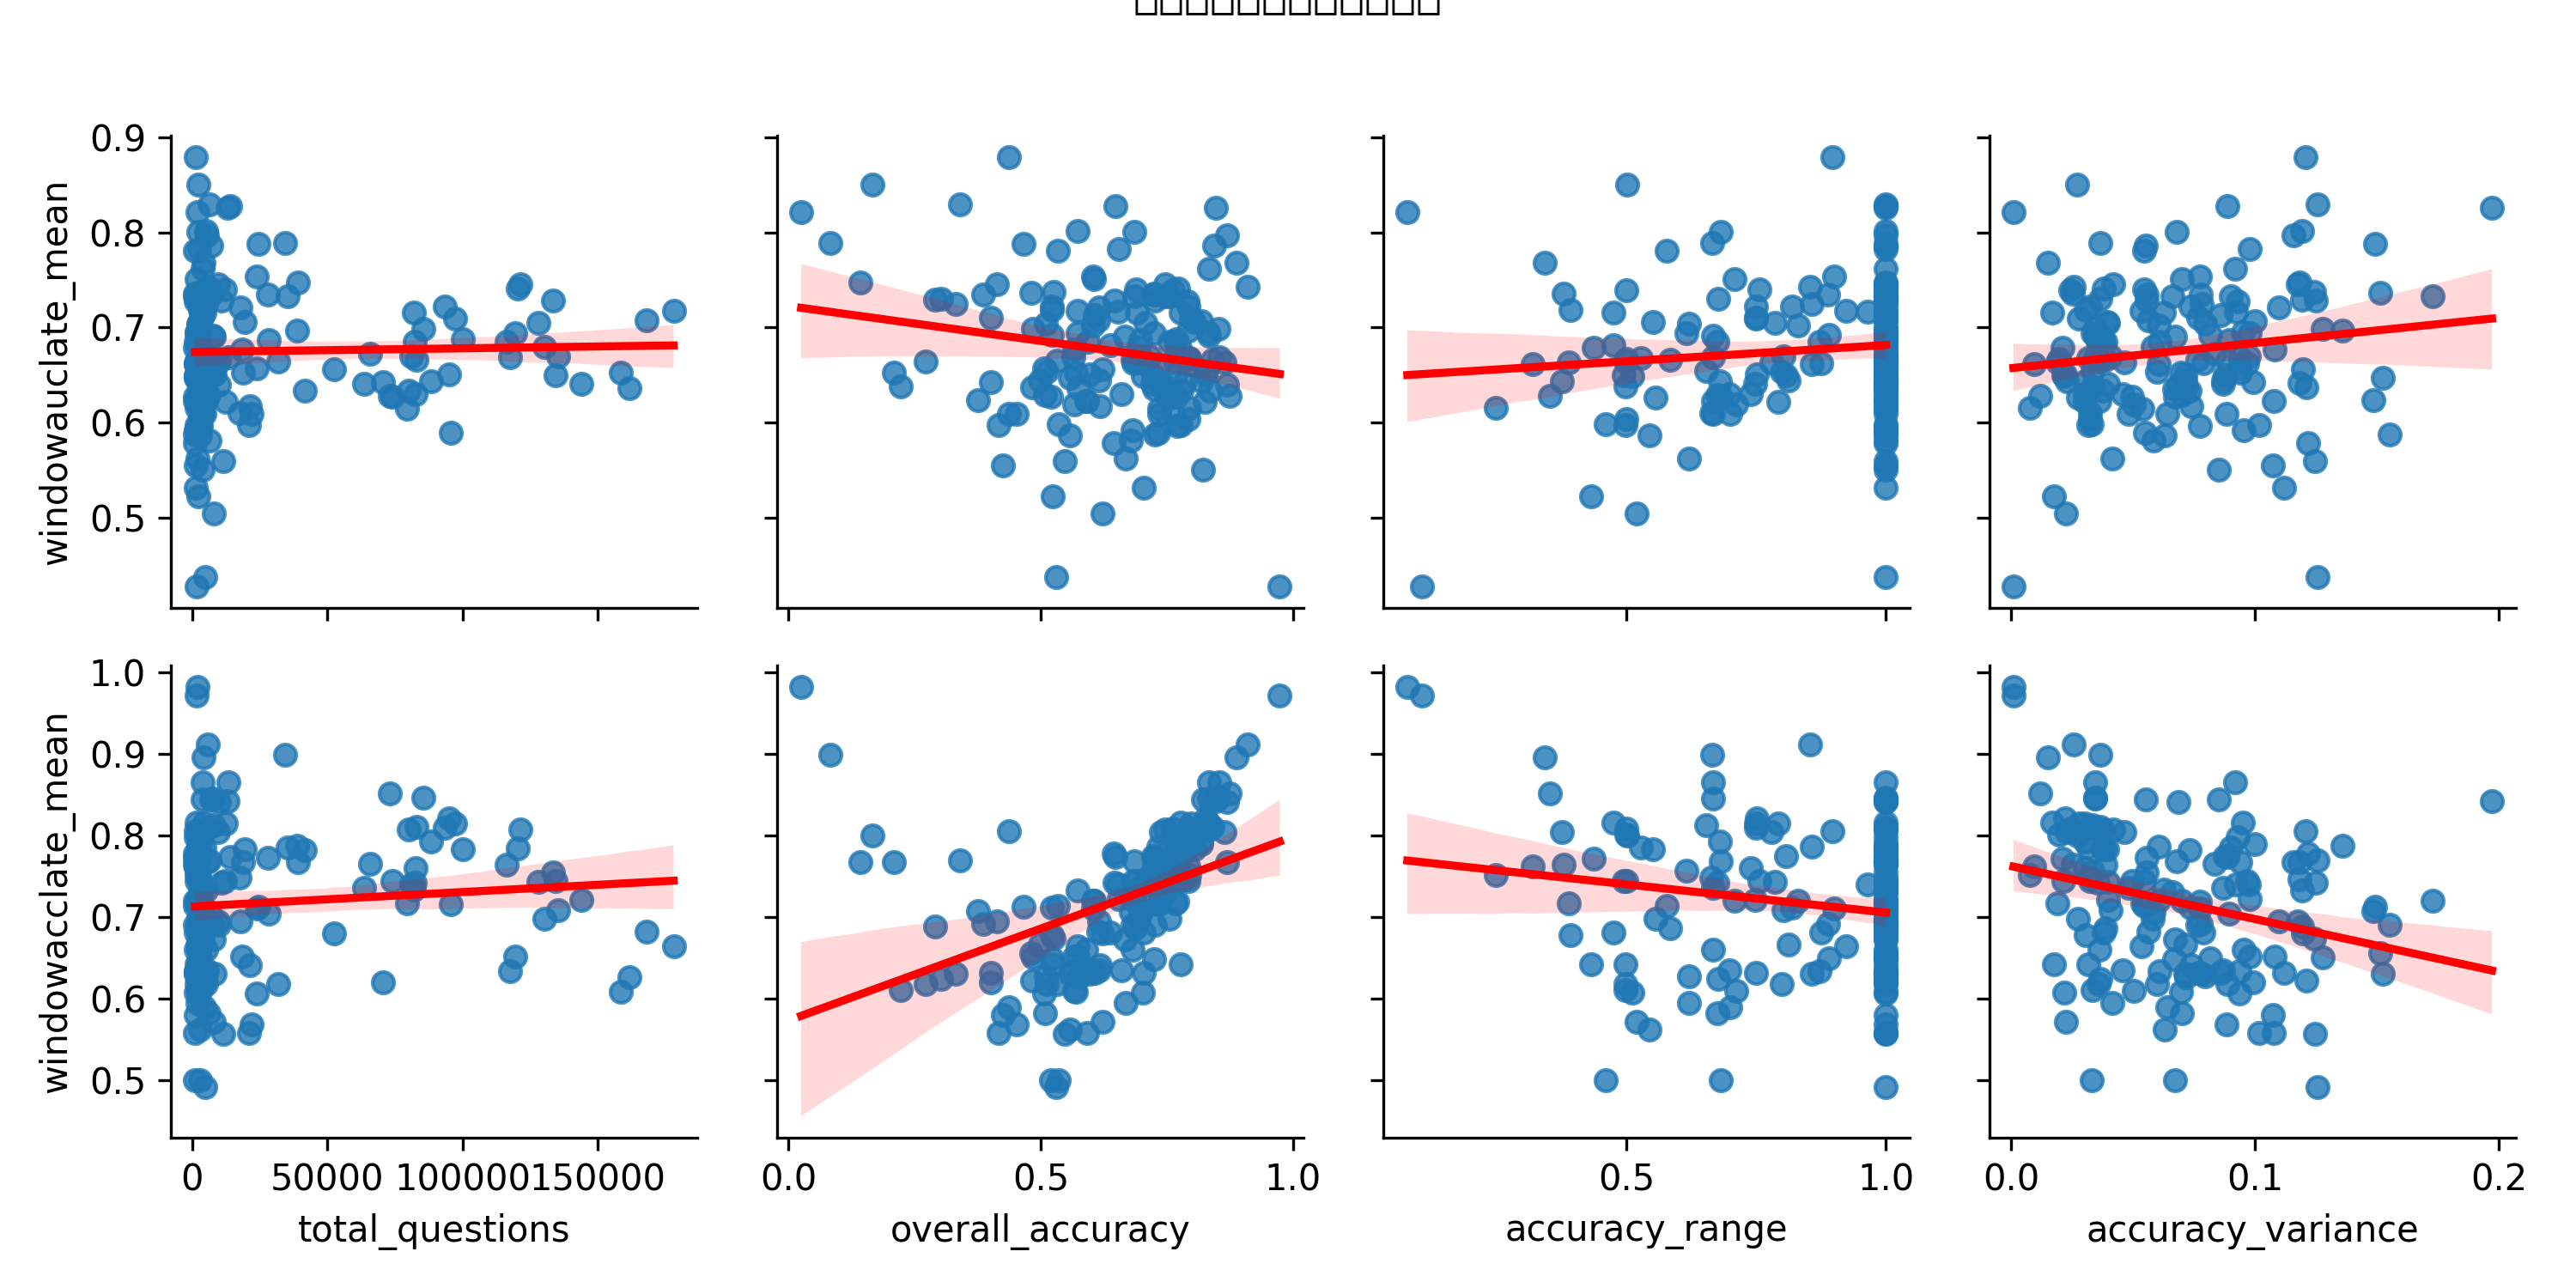 0.9
0.8
0.7
0.6
0.5
windowauclate_mean
1.0
0.9
0.8
0.7
0.6
0.5
windowacclate_mean
0 50000 100000 150000 0.0 0.5 1.0 0.5 1.0 0.0 0.1 0.2
total_questions overall_accuracy accuracy_range accuracy_variance